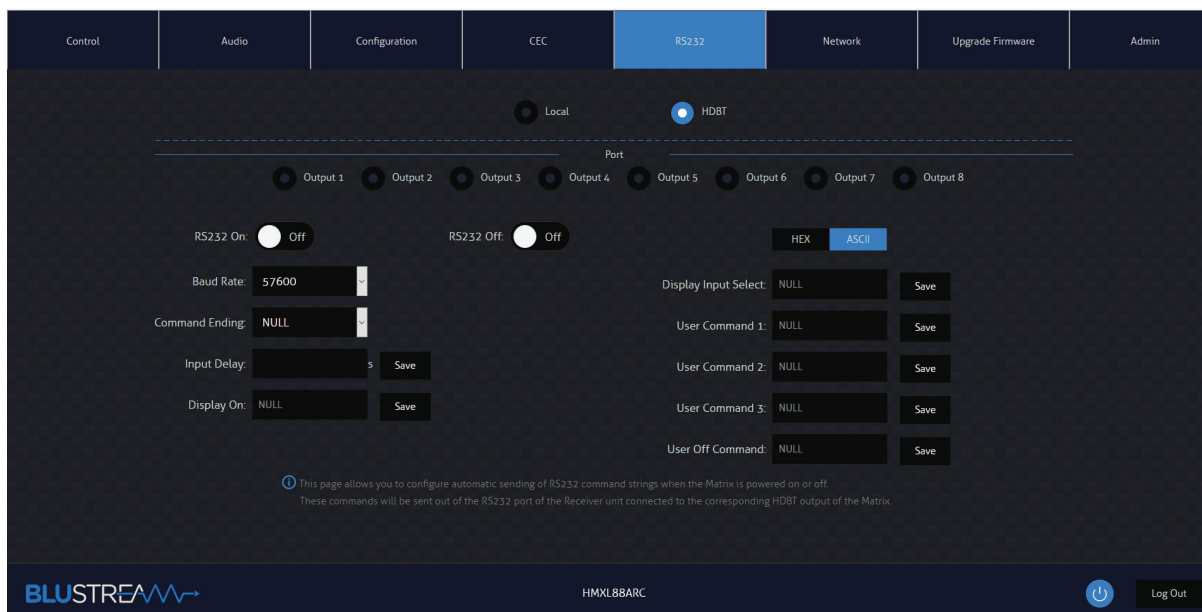 Control Audio Configuration CEC RS232 Network Upgrade Firmware Admin
Local HDBT
Port
Output 1 Output 2 Output 3 Output 4 Output 5 Output 6 Output 7 Output 8
RS232 On: Off RS232 Off: Off HEX ASCII
Baud Rate: 57600
Display Input Select: NULL Save
Command Ending: NULL
User Command 1: NULL Save
Input Delay: s Save
User Command 2: NULL Save
Display On: NULL Save
User Command 3: NULL Save
User Off Command: NULL Save
This page allows you to configure automatic sending of RS232 command strings when the Matrix is powered on or off.
These commands will be sent out of the RS232 port of the Receiver unit connected to the corresponding HDBT output of the Matrix.
BLUSTREAM HMXL88ARC Log Out